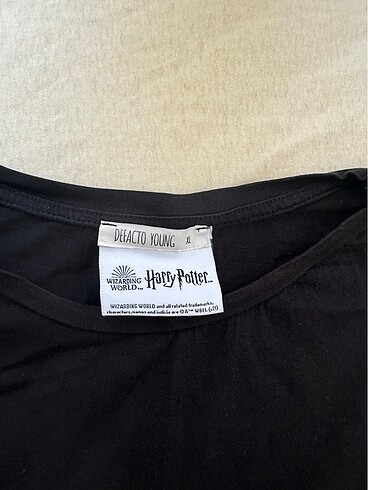 DEFACTO YOUNG XL
WIZARDING
WORLD
Harry Potter
WIZARDING WORLD and all related trademarks,
characters, names and indicia are © & ™ WBEI. (s21)